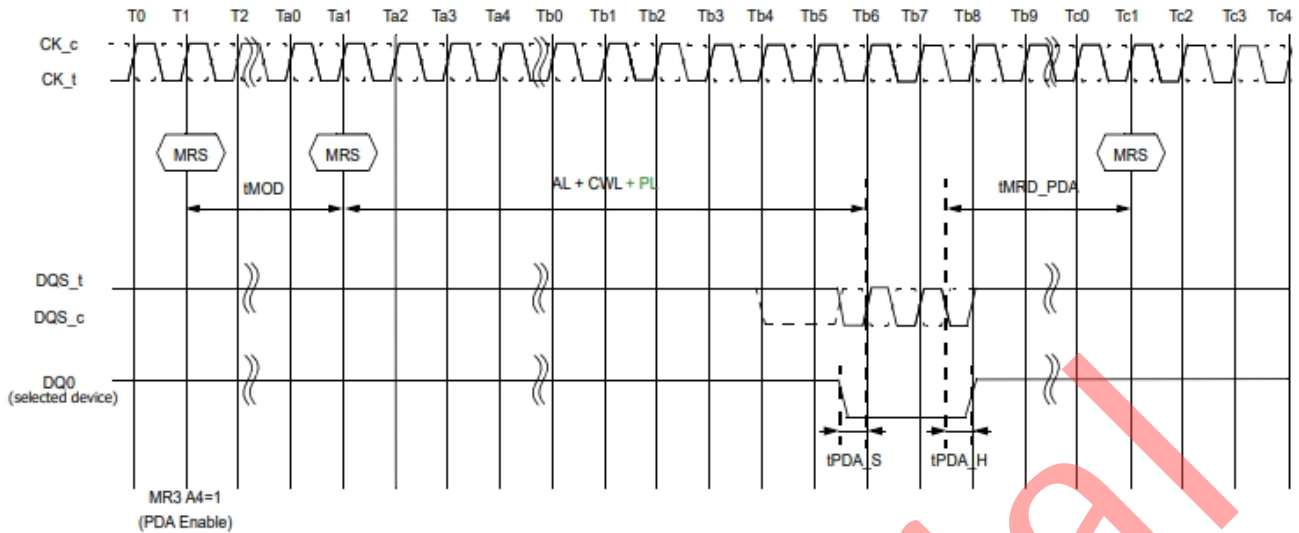 T0 T1 T2 Ta0 Ta1 Ta2 Ta3 Ta4 Tb0 Tb1 Tb2 Tb3 Tb4 Tb5 Tb6 Tb7 Tb8 Tb9 Tc0 Tc1 Tc2 Tc3 Tc4
CK_c
CK_t
MRS MRS MRS
tMOD AL + CWL + PL tMRD_PDA
DQS_t
DQS_c
DQ0
(selected device)
tPDA_S tPDA_H
MR3 A4=1
(PDA Enable)